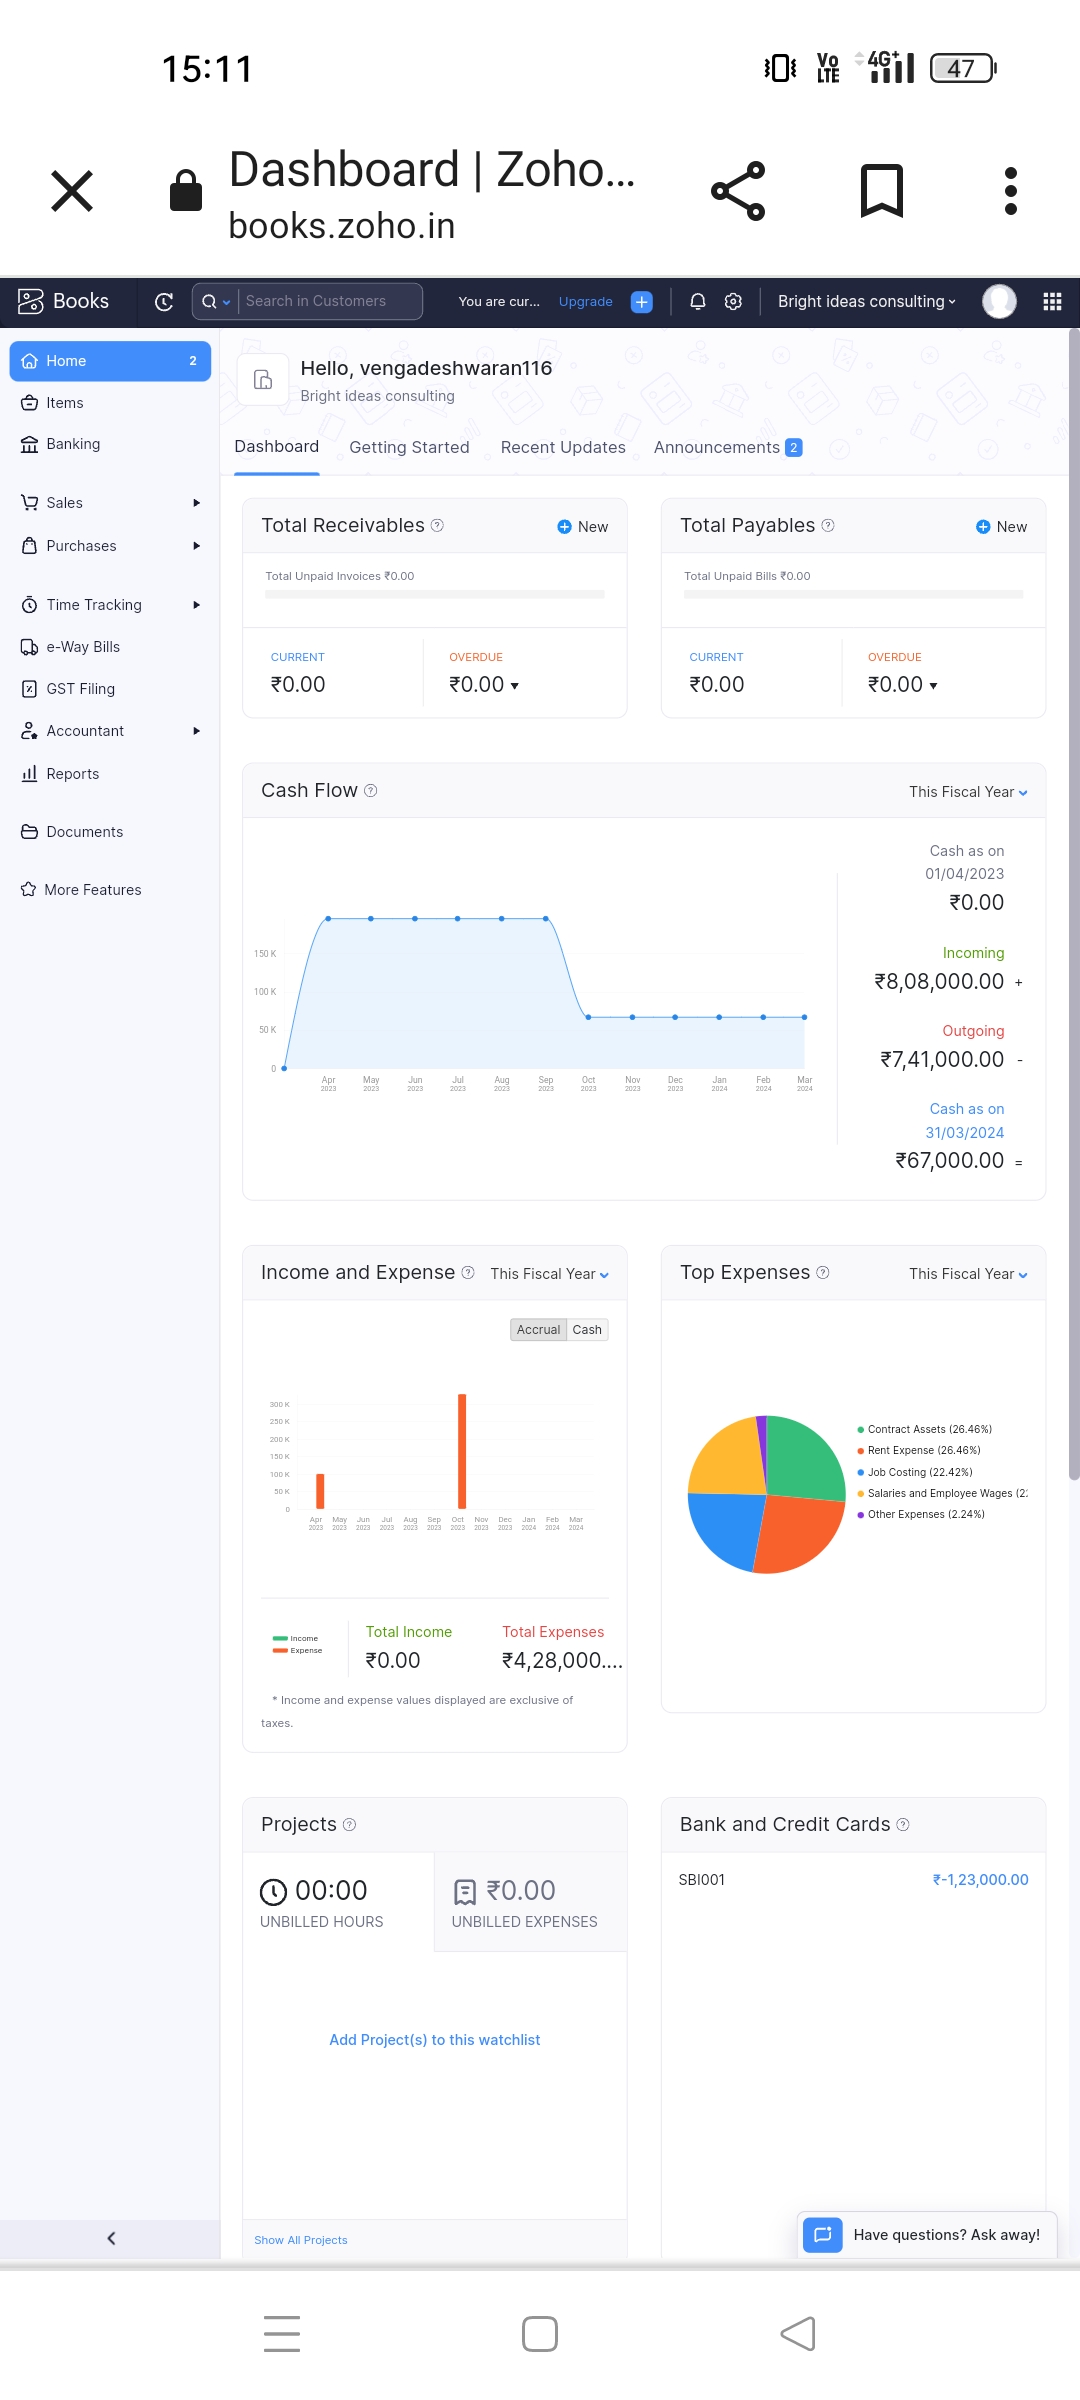 15:11
Vo
LTE
4G+
47
Dashboard | Zoho...
books.zoho.in
Books
Search in Customers
You are cur...
Upgrade
Bright ideas consulting
Home
2
Items
Banking
Sales
Purchases
Time Tracking
e-Way Bills
GST Filing
Accountant
Reports
Documents
More Features
Hello, vengadeshwaran116
Bright ideas consulting
Dashboard
Getting Started
Recent Updates
Announcements 2
Total Receivables
New
Total Unpaid Invoices ₹0.00
CURRENT
₹0.00
OVERDUE
₹0.00
Total Payables
New
Total Unpaid Bills ₹0.00
CURRENT
₹0.00
OVERDUE
₹0.00
Cash Flow
This Fiscal Year
150 K
100 K
50 K
0
Apr 2023
May 2023
Jun 2023
Jul 2023
Aug 2023
Sep 2023
Oct 2023
Nov 2023
Dec 2023
Jan 2024
Feb 2024
Mar 2024
Cash as on
01/04/2023
₹0.00
Incoming
₹8,08,000.00 +
Outgoing
₹7,41,000.00 -
Cash as on
31/03/2024
₹67,000.00 =
Income and Expense
This Fiscal Year
Accrual
Cash
300 K
250 K
200 K
150 K
100 K
50 K
0
Apr 2023
May 2023
Jun 2023
Jul 2023
Aug 2023
Sep 2023
Oct 2023
Nov 2023
Dec 2023
Jan 2024
Feb 2024
Mar 2024
Income
Expense
Total Income
₹0.00
Total Expenses
₹4,28,000....
* Income and expense values displayed are exclusive of
taxes.
Top Expenses
This Fiscal Year
Contract Assets (26.46%)
Rent Expense (26.46%)
Job Costing (22.42%)
Salaries and Employee Wages (22
Other Expenses (2.24%)
Projects
00:00
UNBILLED HOURS
₹0.00
UNBILLED EXPENSES
Add Project(s) to this watchlist
Show All Projects
Bank and Credit Cards
SBI001
₹-1,23,000.00
Have questions? Ask away!